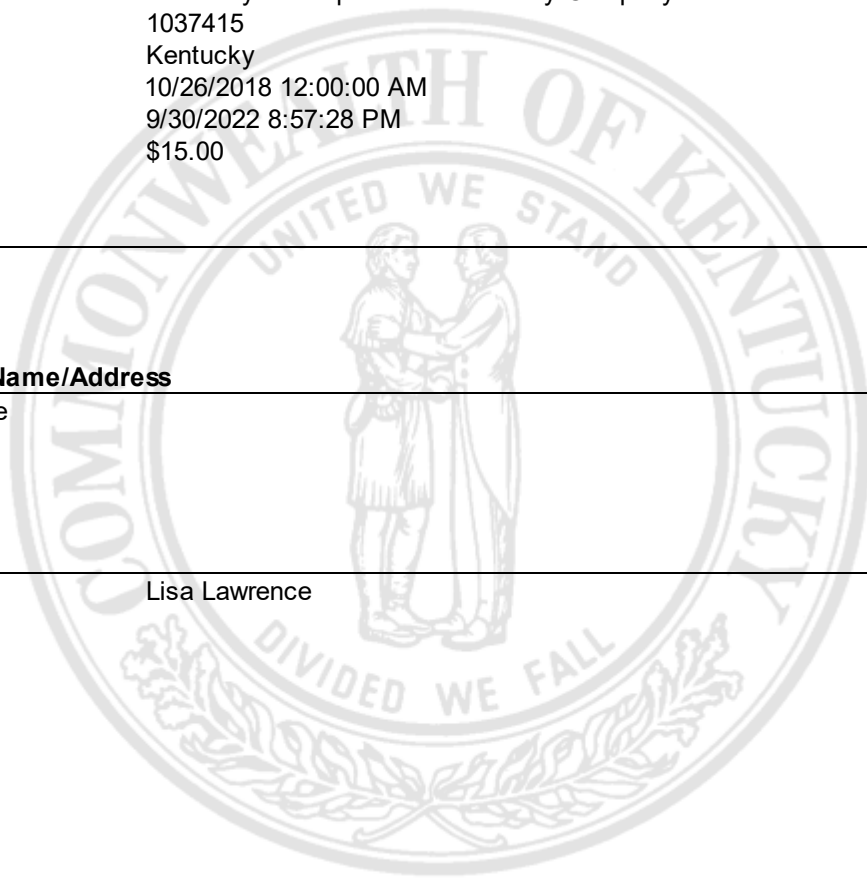 1037415
Kentucky
10/26/2018 12:00:00 AM
9/30/2022 8:57:28 PM
$15.00
COMMONWEALTH OF KENTUCKY
UNITED WE STAND
Name/Address
Lisa Lawrence
DIVIDED WE FALL